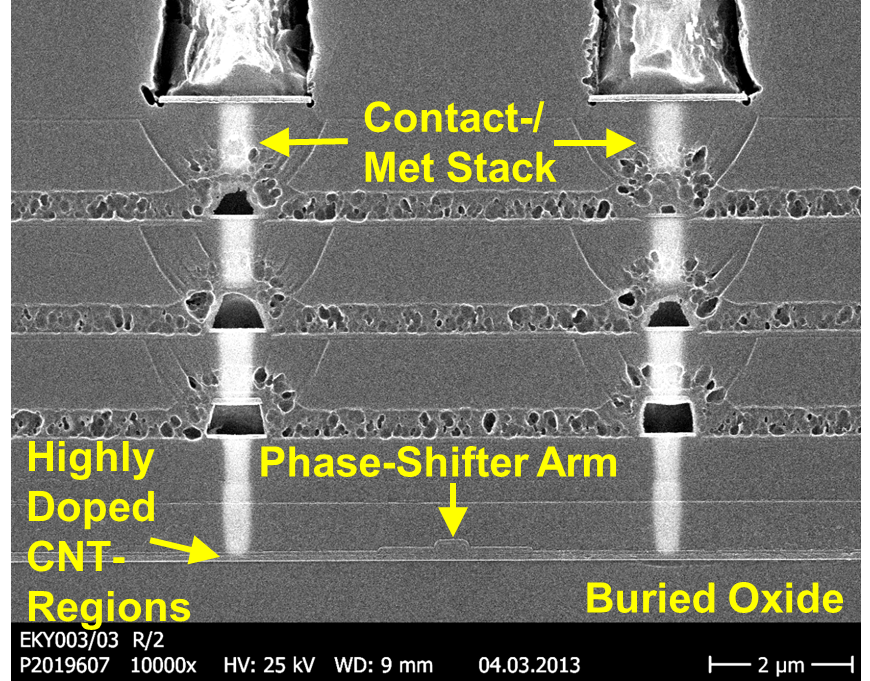 Contact-/
Met Stack
Highly
Doped
CNT-
Regions
Phase-Shifter Arm
Buried Oxide
EKY003/03 R/2
P2019607 10000x HV: 25 kV WD: 9 mm 04.03.2013 2 µm